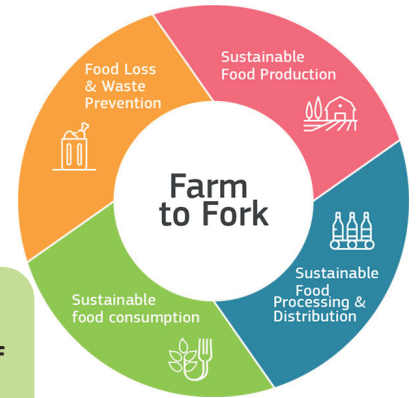 Food Loss
& Waste
Prevention
Sustainable
Food Production
Farm
to Fork
Sustainable
Food
Processing &
Distribution
Sustainable
food consumption